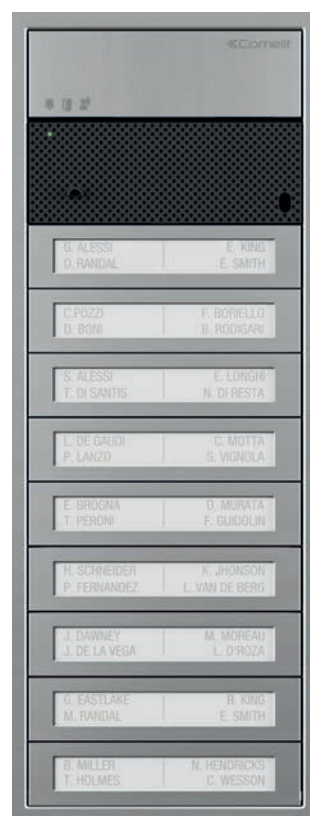 Comelit
G. ALESSI E. KING
D. RANDAL E. SMITH
C.POZZI F. BORIELLO
D. BONI B. RODIGARI
S. ALESSI E. LONGHI
T. DI SANTIS N. DI RESTA
L. DE GAUDI C. MOTTA
P. LANZO S. VIGNOLA
E. BROGNA D. MURATA
T. PERONI F. GUIDOLIN
H. SCHNEIDER K. JHONSON
P. FERNANDEZ L. VAN DE BERG
J. DAWNEY M. MOREAU
J. DE LA VEGA L. D'ROZA
G. EASTLAKE R. KING
M. RANDAL E. SMITH
B. MILLER N. HENDRICKS
T. HOLMES C. WESSON